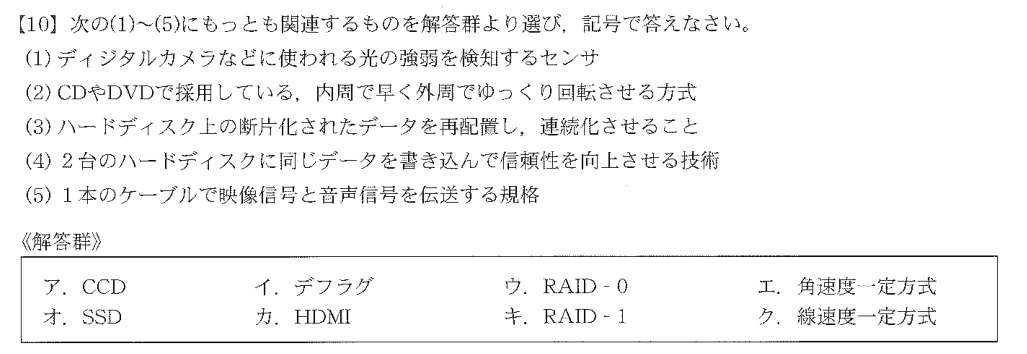 【10】次の(1)~(5)にもっとも関連するものを解答群より選び，記号で答えなさい。
(1) ディジタルカメラなどに使われる光の強弱を検知するセンサ
(2) CDやDVDで採用している，内周で早く外周でゆっくり回転させる方式
(3) ハードディスク上の断片化されたデータを再配置し，連続化させること
(4) 2台のハードディスクに同じデータを書き込んで信頼性を向上させる技術
(5) 1本のケーブルで映像信号と音声信号を伝送する規格
《解答群》
ア．CCD　イ．デフラグ　ウ．RAID - 0　エ．角速度一定方式
オ．SSD　カ．HDMI　キ．RAID - 1　ク．線速度一定方式